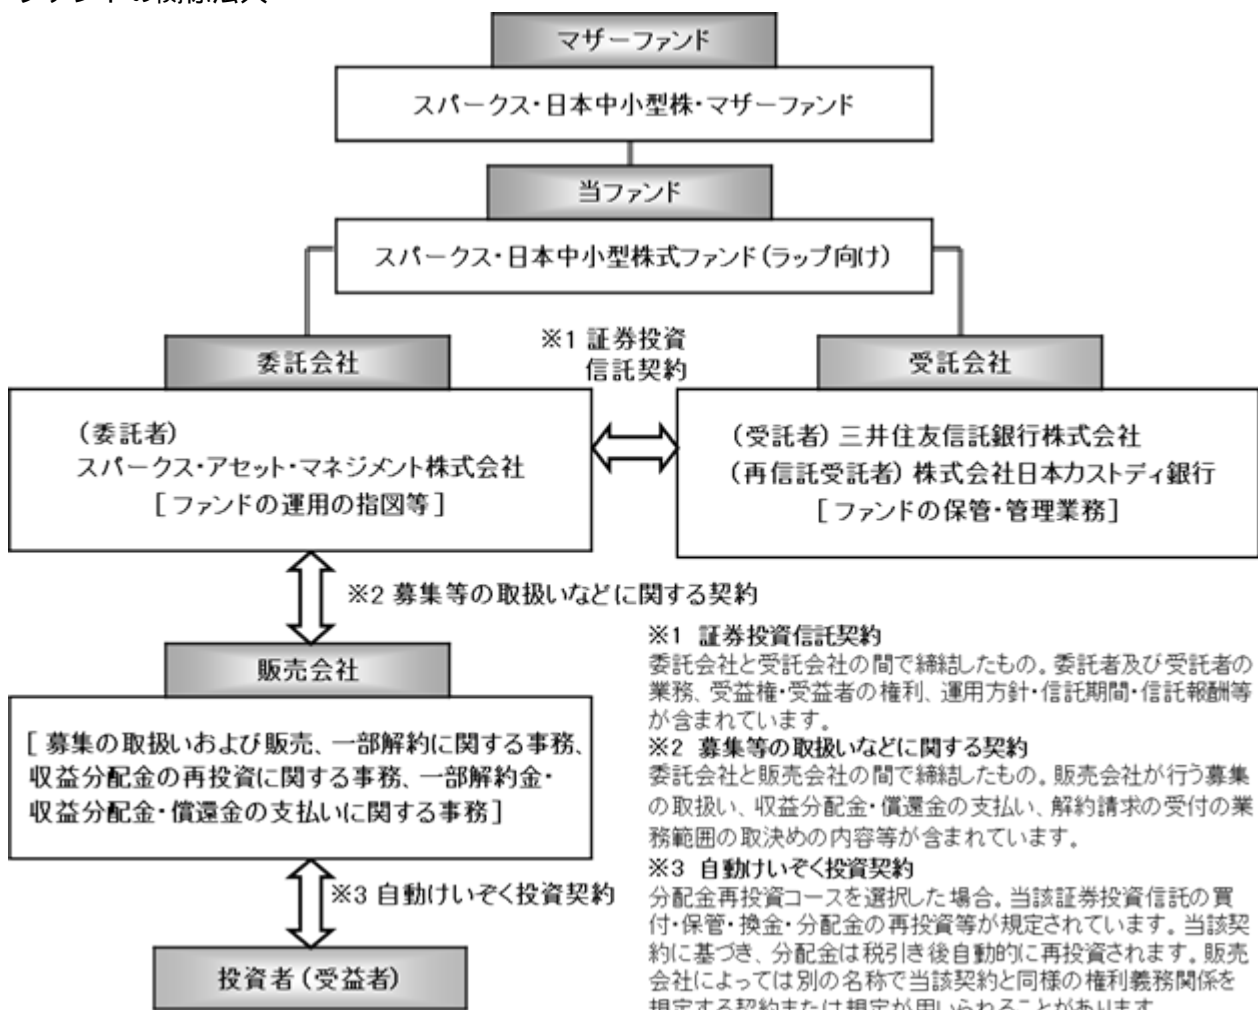 マザーファンド
スパークス・日本中小型株・マザーファンド
当ファンド
スパークス・日本中小型株式ファンド(ラップ向け)
委託会社
※1 証券投資
信託契約
受託会社
(委託者)
スパークス・アセット・マネジメント株式会社
[ファンドの運用の指図等]
(受託者) 三井住友信託銀行株式会社
(再信託受託者) 株式会社日本カストディ銀行
[ファンドの保管・管理業務]
※2 募集等の取扱いなどに関する契約
販売会社
[募集の取扱いおよび販売、一部解約に関する事務、
収益分配金の再投資に関する事務、一部解約金・
収益分配金・償還金の支払いに関する事務]
※3 自動けいぞく投資契約
投資者(受益者)
※1 証券投資信託契約
委託会社と受託会社の間で締結したもの。委託者及び受託者の
業務、受益権・受益者の権利、運用方針・信託期間・信託報酬等
が含まれています。
※2 募集等の取扱いなどに関する契約
委託会社と販売会社の間で締結したもの。販売会社が行う募集
の取扱い、収益分配金・償還金の支払い、解約請求の受付の業
務範囲の取決めの内容等が含まれています。
※3 自動けいぞく投資契約
分配金再投資コースを選択した場合。当該証券投資信託の買
付・保管・換金・分配金の再投資等が規定されています。当該契
約に基づき、分配金は税引き後自動的に再投資されます。販売
会社によっては別の名称で当該契約と同様の権利義務関係を
規定する契約または規定が用いられることがあります